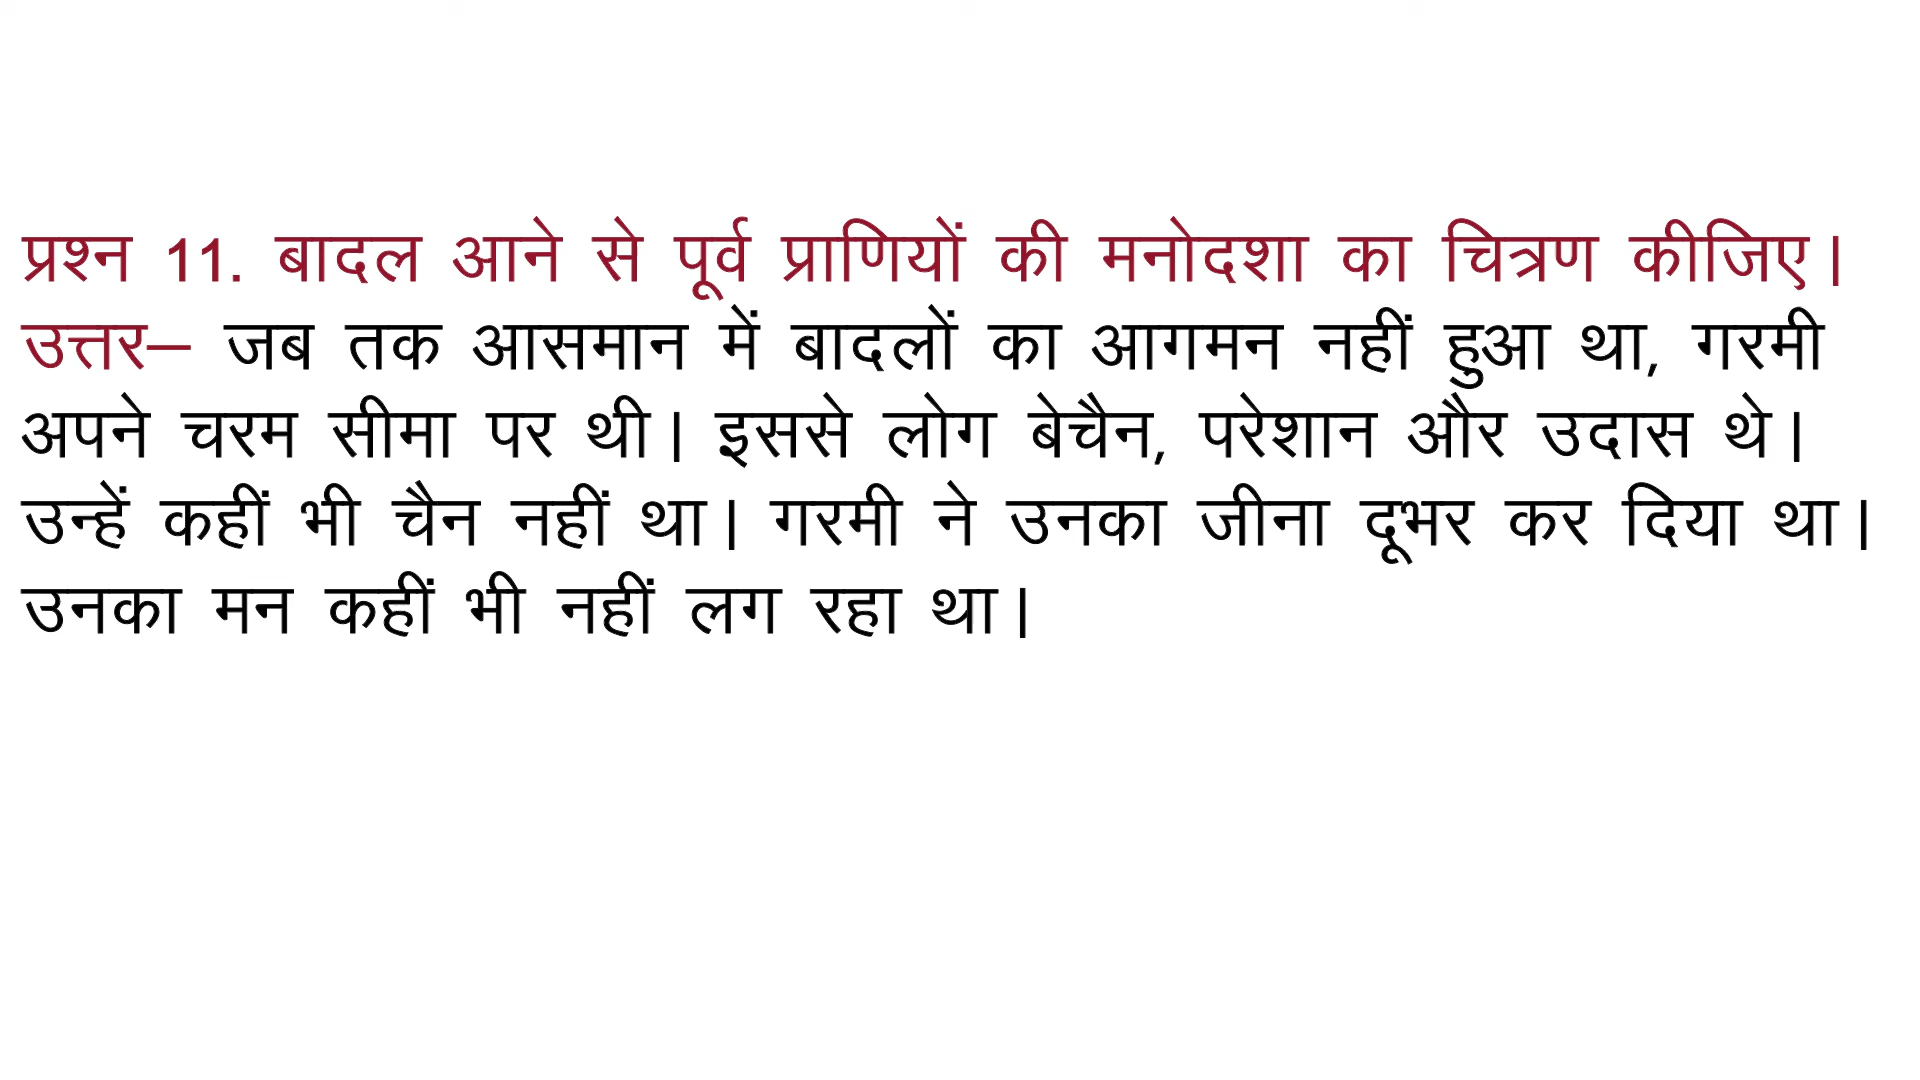 प्रश्न 11. बादल आने से पूर्व प्राणियों की मनोदशा का चित्रण कीजिए।
उत्तर– जब तक आसमान में बादलों का आगमन नहीं हुआ था, गरमी
अपने चरम सीमा पर थी। इससे लोग बेचैन, परेशान और उदास थे।
उन्हें कहीं भी चैन नहीं था। गरमी ने उनका जीना दूभर कर दिया था।
उनका मन कहीं भी नहीं लग रहा था।